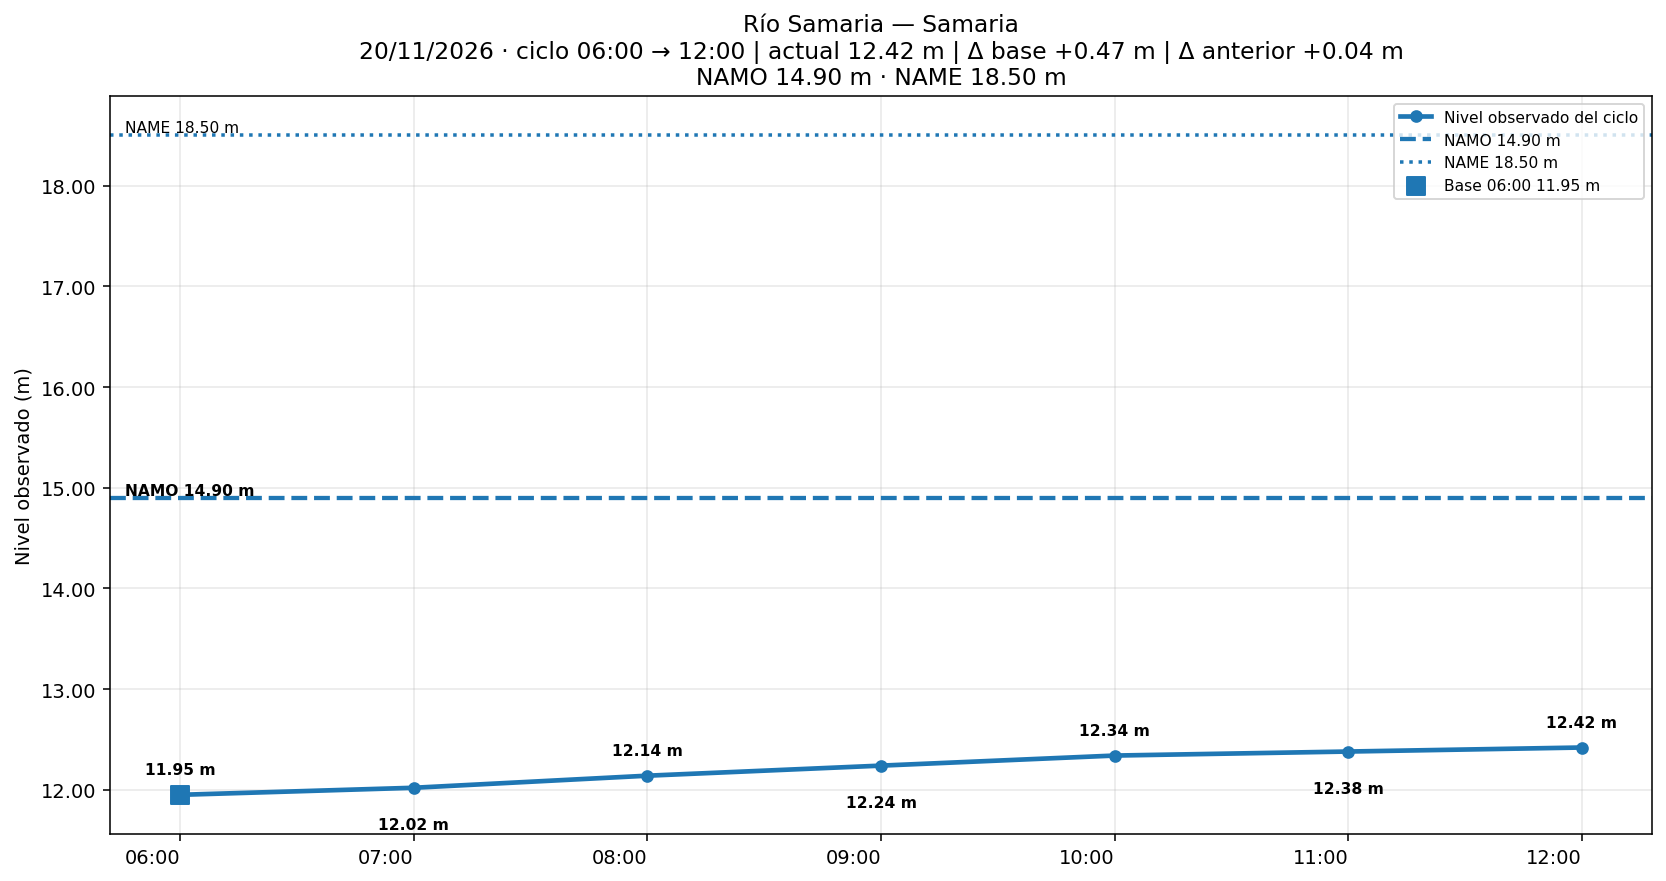 Río Samaria — Samaria
20/11/2026 · ciclo 06:00 → 12:00 | actual 12.42 m | Δ base +0.47 m | Δ anterior +0.04 m
NAMO 14.90 m · NAME 18.50 m
NAME 18.50 m
Nivel observado del ciclo
NAMO 14.90 m
NAME 18.50 m
Base 06:00 11.95 m
18.00
17.00
16.00
15.00
14.00
13.00
12.00
Nivel observado (m)
NAMO 14.90 m
11.95 m
12.02 m
12.14 m
12.24 m
12.34 m
12.38 m
12.42 m
06:00
07:00
08:00
09:00
10:00
11:00
12:00